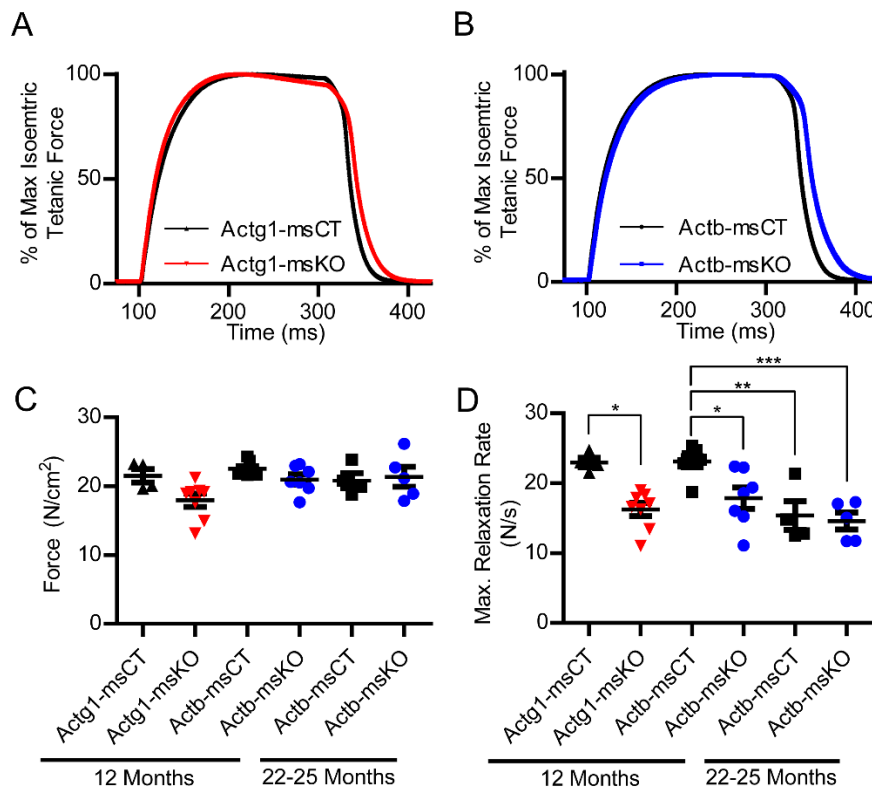 A
% of Max Isoemtric
Tetanic Force
100
50
0
Actg1-msCT
Actg1-msKO
100 200 300 400
Time (ms)
B
% of Max Isoemtric
Tetanic Force
100
50
0
Actb-msCT
Actb-msKO
100 200 300 400
Time (ms)
C
Force (N/cm²)
30
20
10
0
Actg1-msCT
Actg1-msKO
Actb-msCT
Actb-msKO
Actb-msCT
Actb-msKO
12 Months
22-25 Months
D
Max. Relaxation Rate
(N/s)
30
20
10
0
*
***
**
*
Actg1-msCT
Actg1-msKO
Actb-msCT
Actb-msKO
Actb-msCT
Actb-msKO
12 Months
22-25 Months